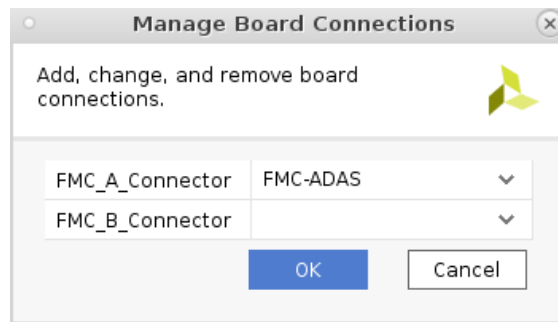 Manage Board Connections
Add, change, and remove board
connections.
FMC_A_Connector FMC-ADAS
FMC_B_Connector
OK Cancel